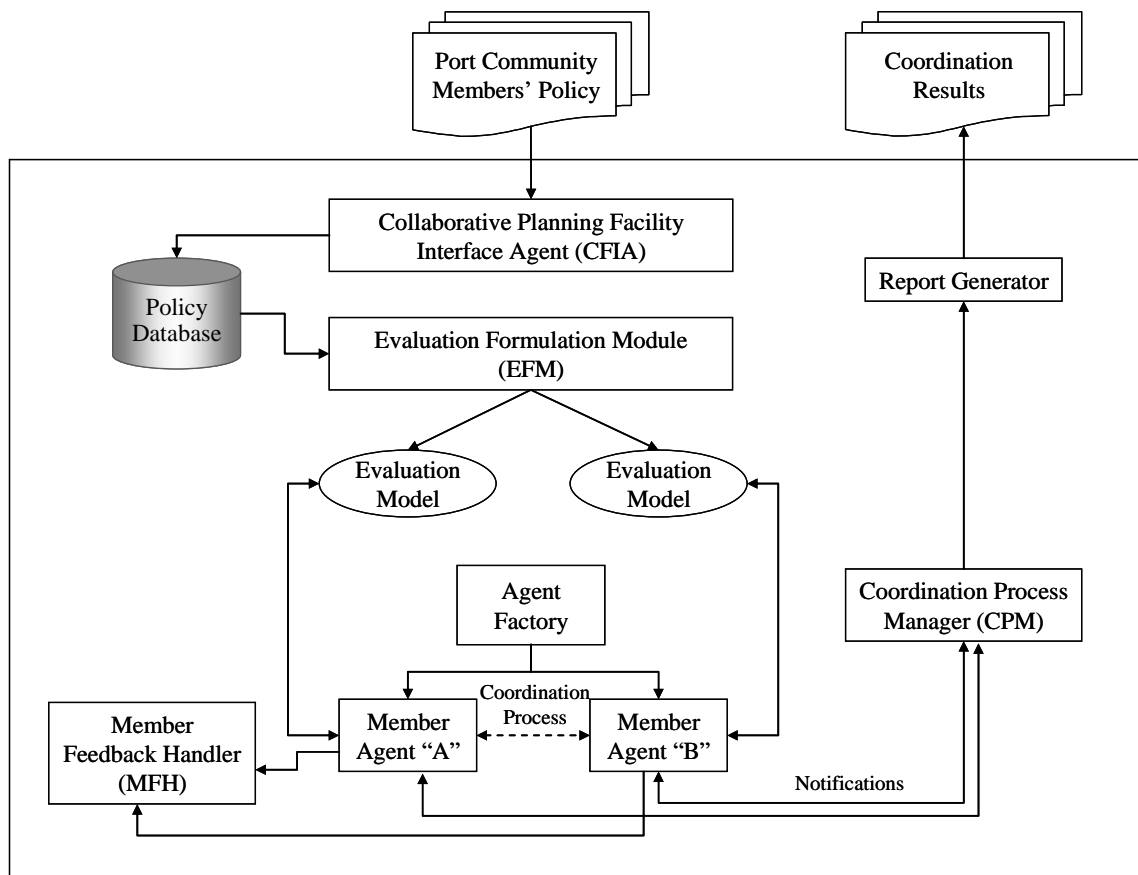 Port Community
Members' Policy
Coordination
Results
Collaborative Planning Facility
Interface Agent (CFIA)
Policy
Database
Report Generator
Evaluation Formulation Module
(EFM)
Evaluation
Model
Evaluation
Model
Agent
Factory
Coordination Process
Manager (CPM)
Coordination
Process
Member
Feedback Handler
(MFH)
Member
Agent “A”
Member
Agent “B”
Notifications